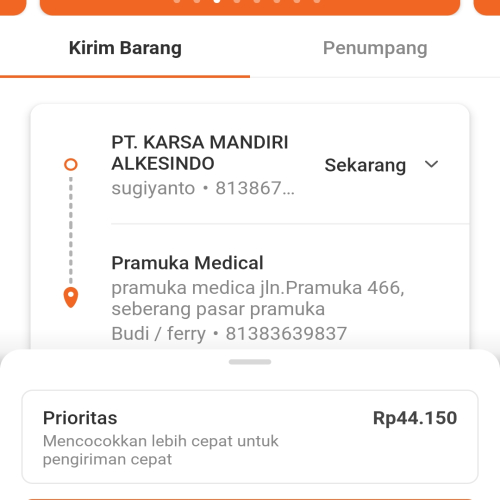 Kirim Barang
Penumpang
PT. KARSA MANDIRI
ALKESINDO
Sekarang
sugiyanto • 813867...
Pramuka Medical
pramuka medica jln.Pramuka 466,
seberang pasar pramuka
Budi / ferry • 81383639837
Prioritas
Rp44.150
Mencocokkan lebih cepat untuk
pengiriman cepat